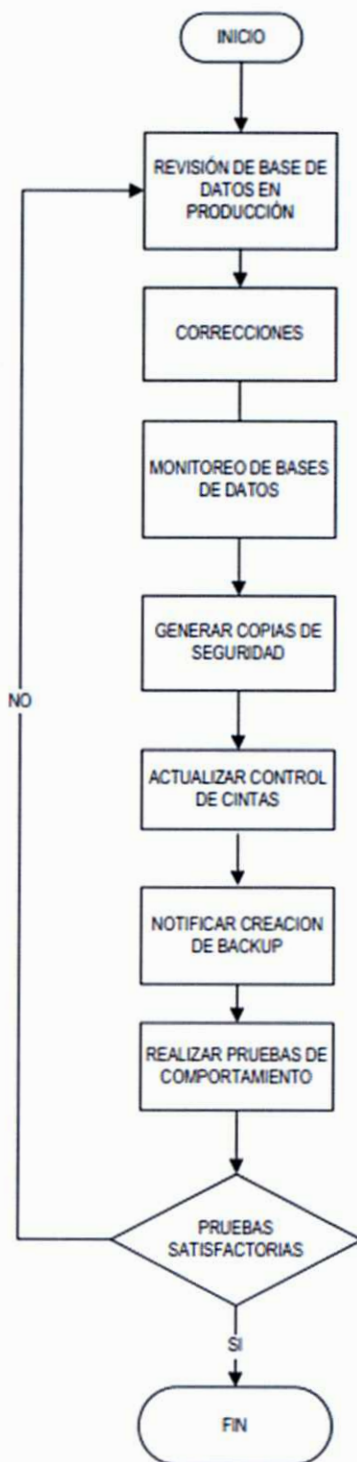 INICIO
REVISIÓN DE BASE DE
DATOS EN
PRODUCCIÓN
CORRECCIONES
MONITOREO DE BASES
DE DATOS
GENERAR COPIAS DE
SEGURIDAD
NO
ACTUALIZAR CONTROL
DE CINTAS
NOTIFICAR CREACION
DE BACKUP
REALIZAR PRUEBAS DE
COMPORTAMIENTO
PRUEBAS
SATISFACTORIAS
SI
FIN